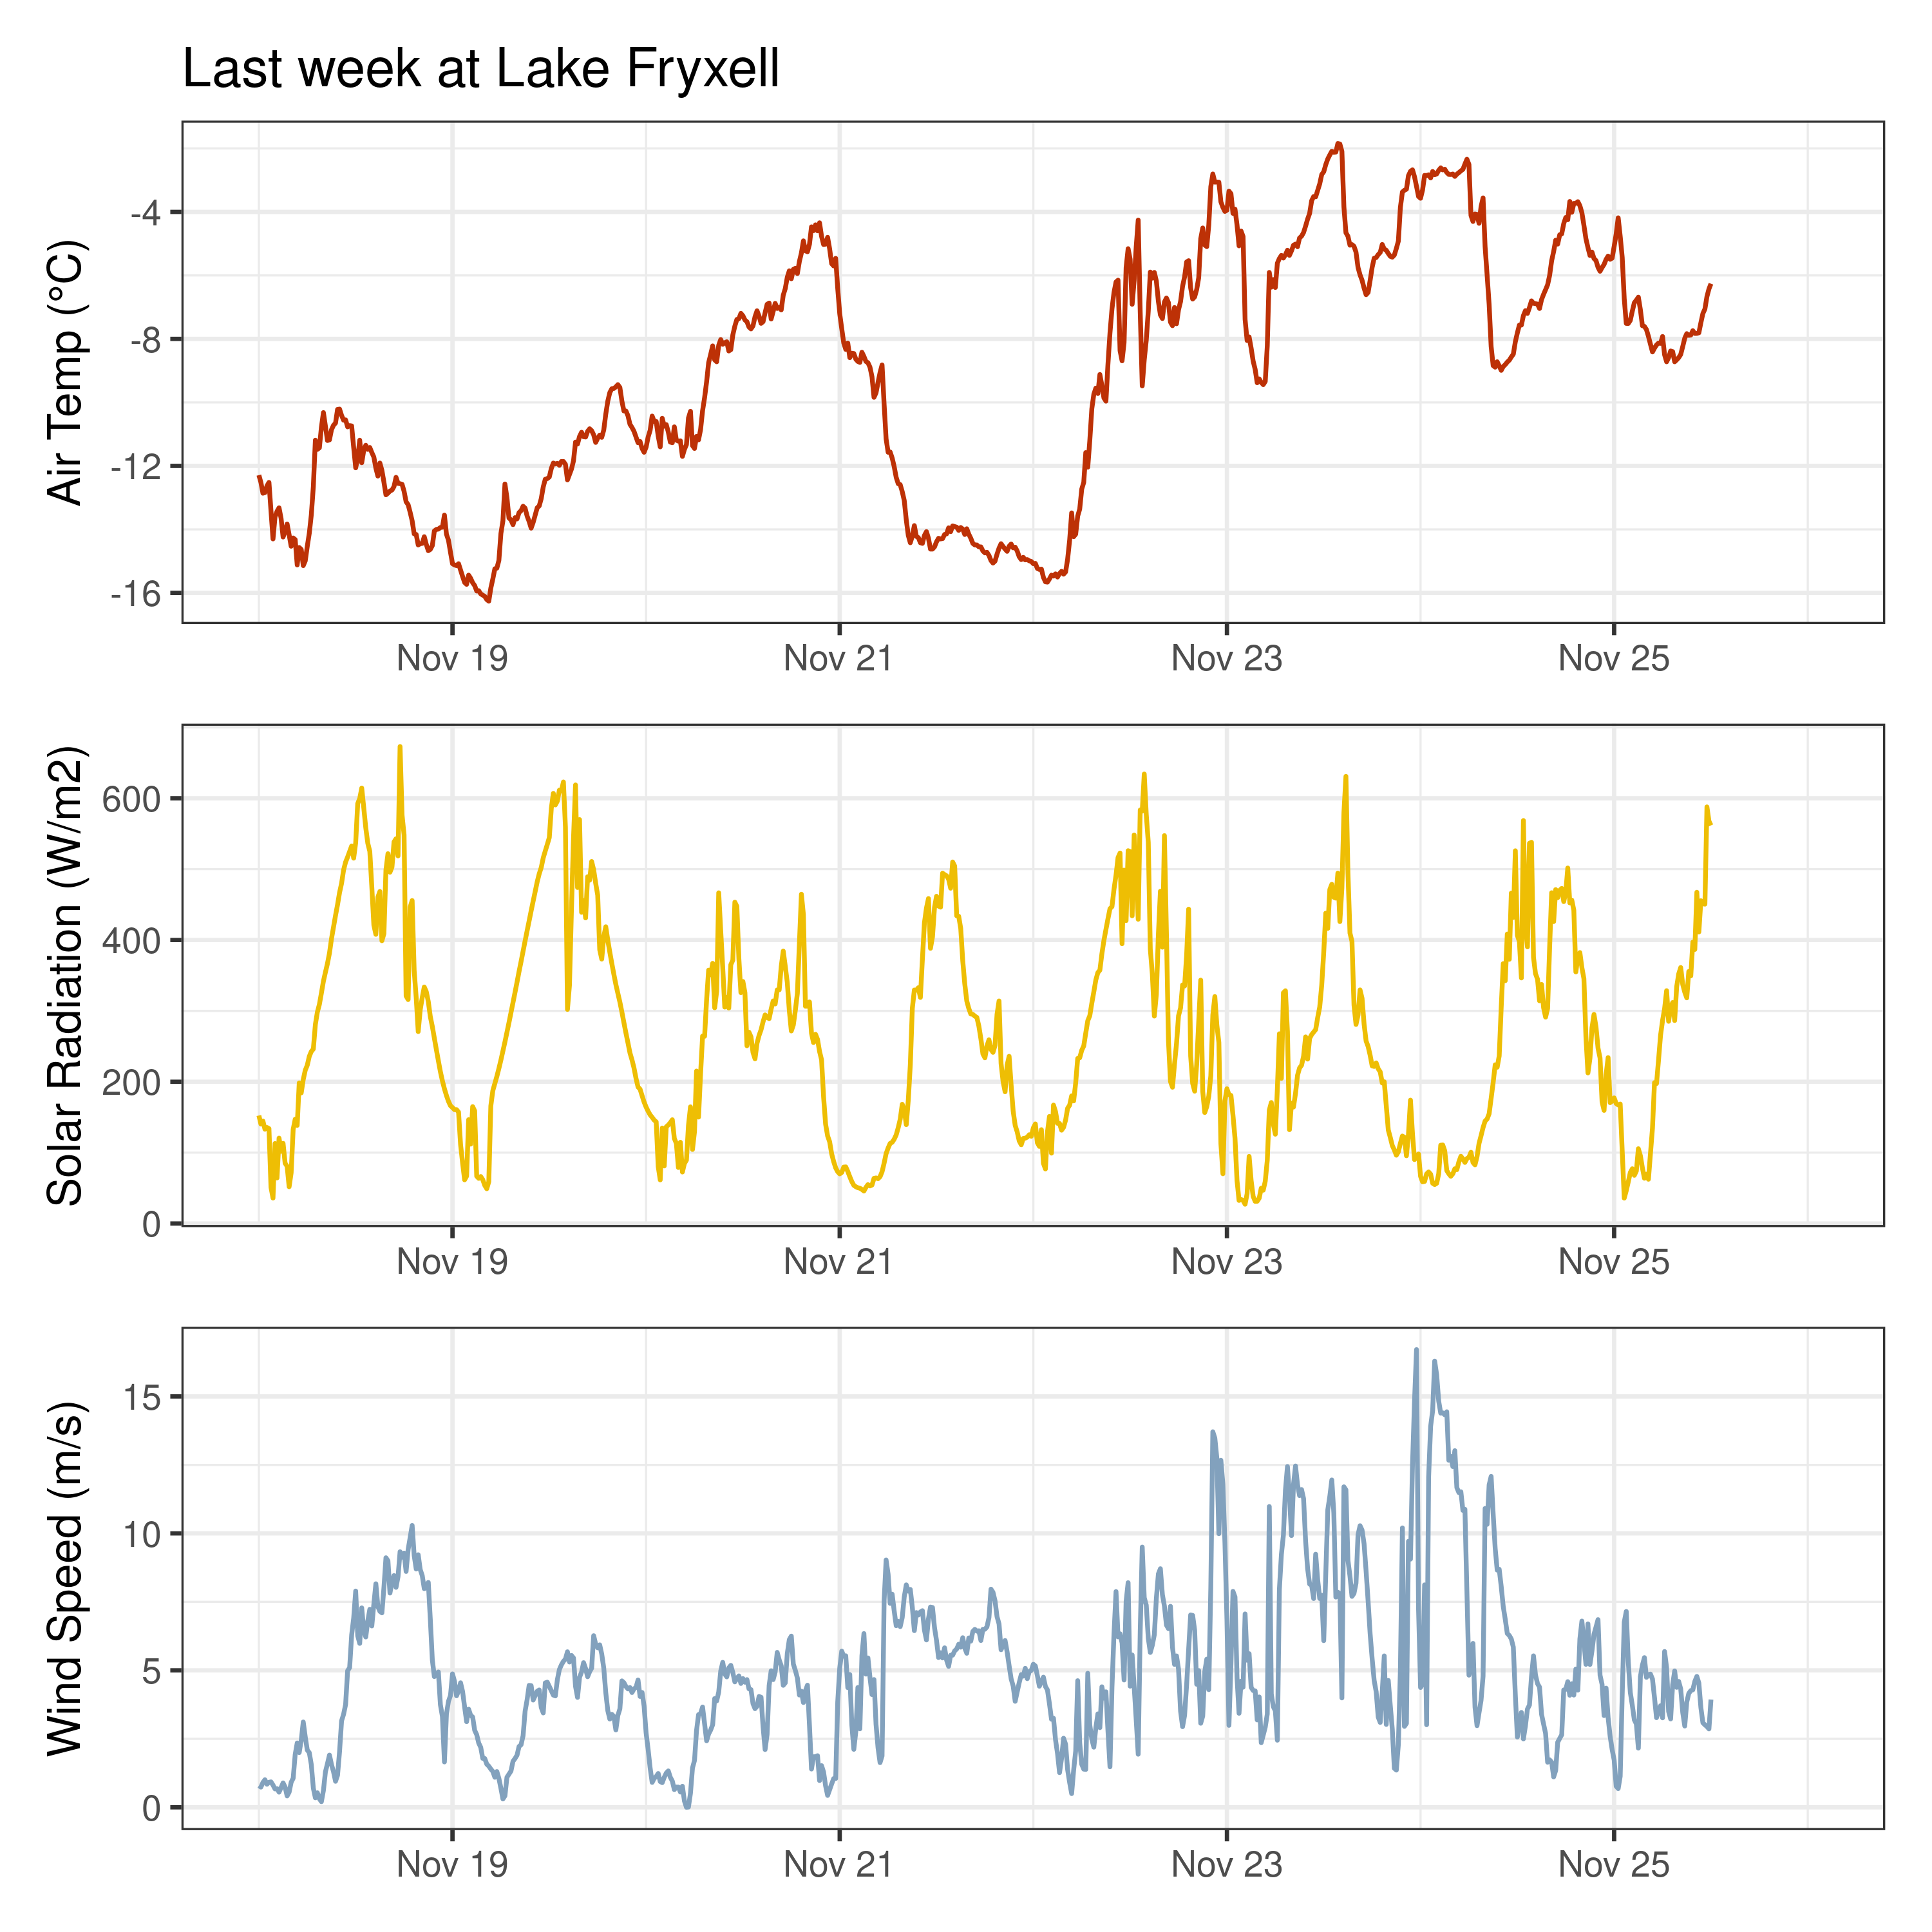 Last week at Lake Fryxell
Air Temp (°C)
-4
-8
-12
-16
Nov 19 Nov 21 Nov 23 Nov 25
Solar Radiation (W/m2)
600
400
200
0
Nov 19 Nov 21 Nov 23 Nov 25
Wind Speed (m/s)
15
10
5
0
Nov 19 Nov 21 Nov 23 Nov 25